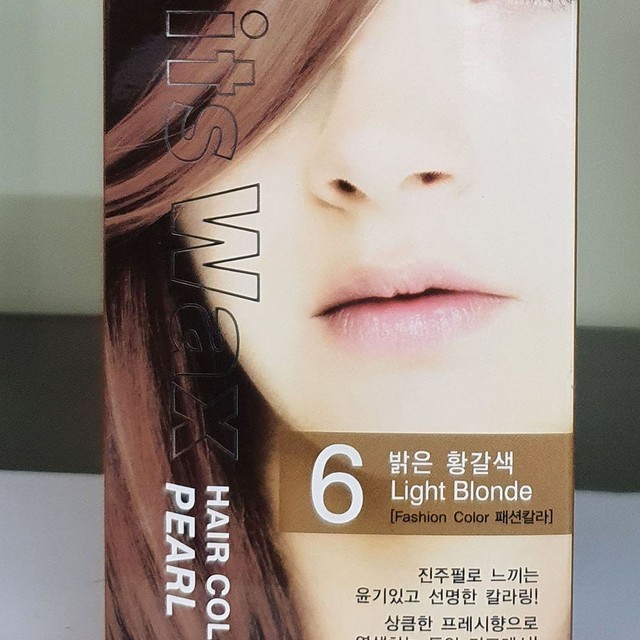 its wax
HAIR COL
PEARL
6
밝은 황갈색
Light Blonde
[Fashion Color 패션칼라]
진주펄로 느끼는
윤기있고 선명한 칼라링!
상큼한 프레시향으로